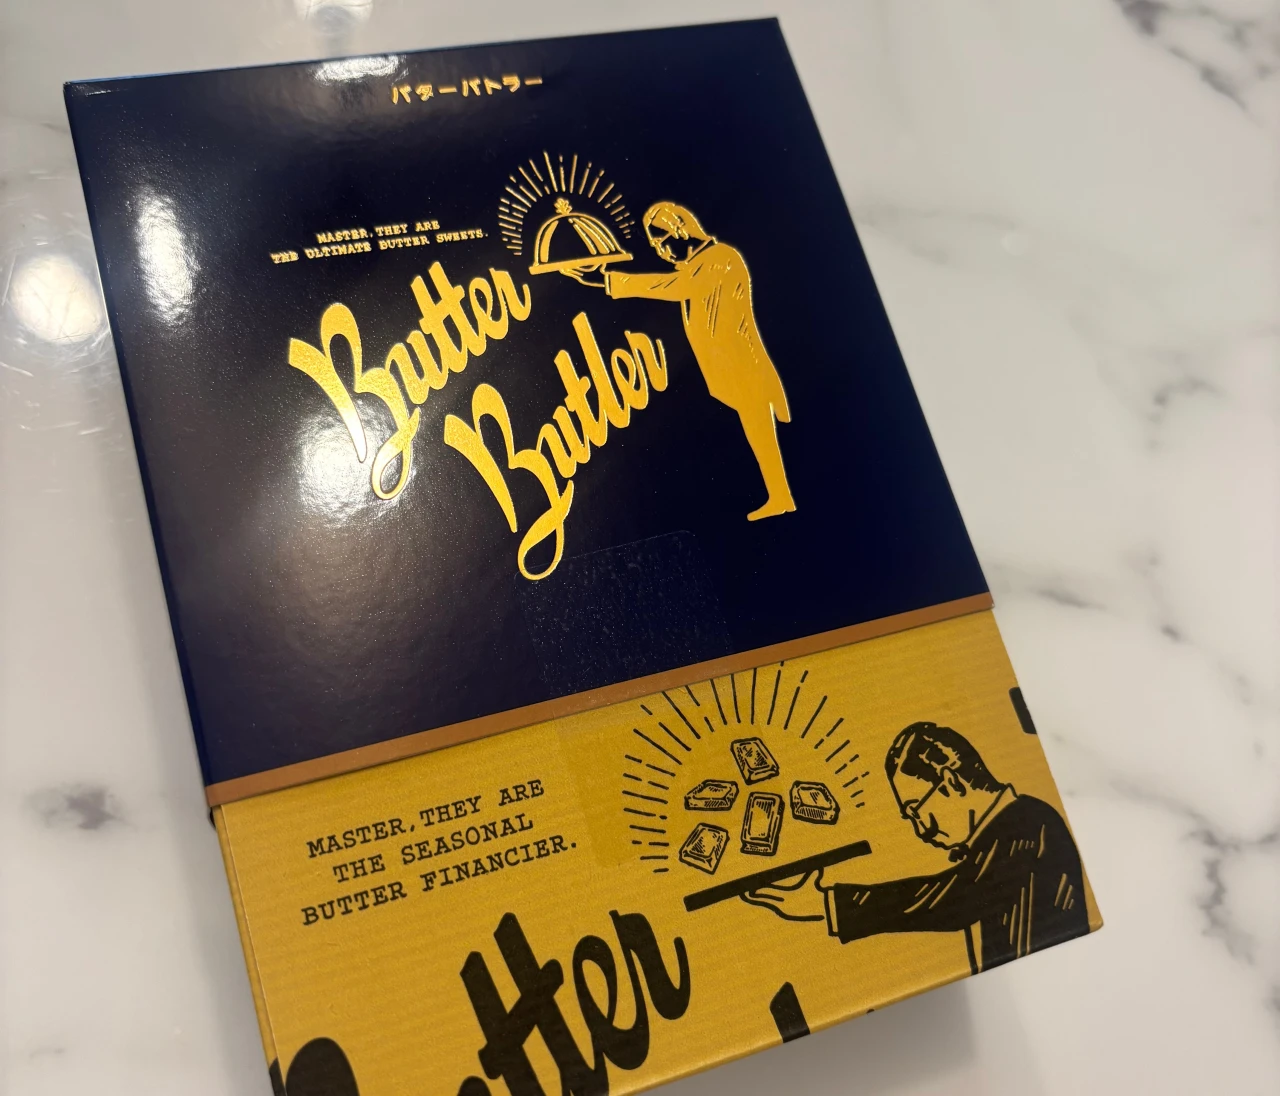 バターバトラー
MASTER, THEY ARE
THE ULTIMATE BUTTER SWEETS.
Butter
Butler
MASTER, THEY ARE
THE SEASONAL
BUTTER FINANCIER.
Butter